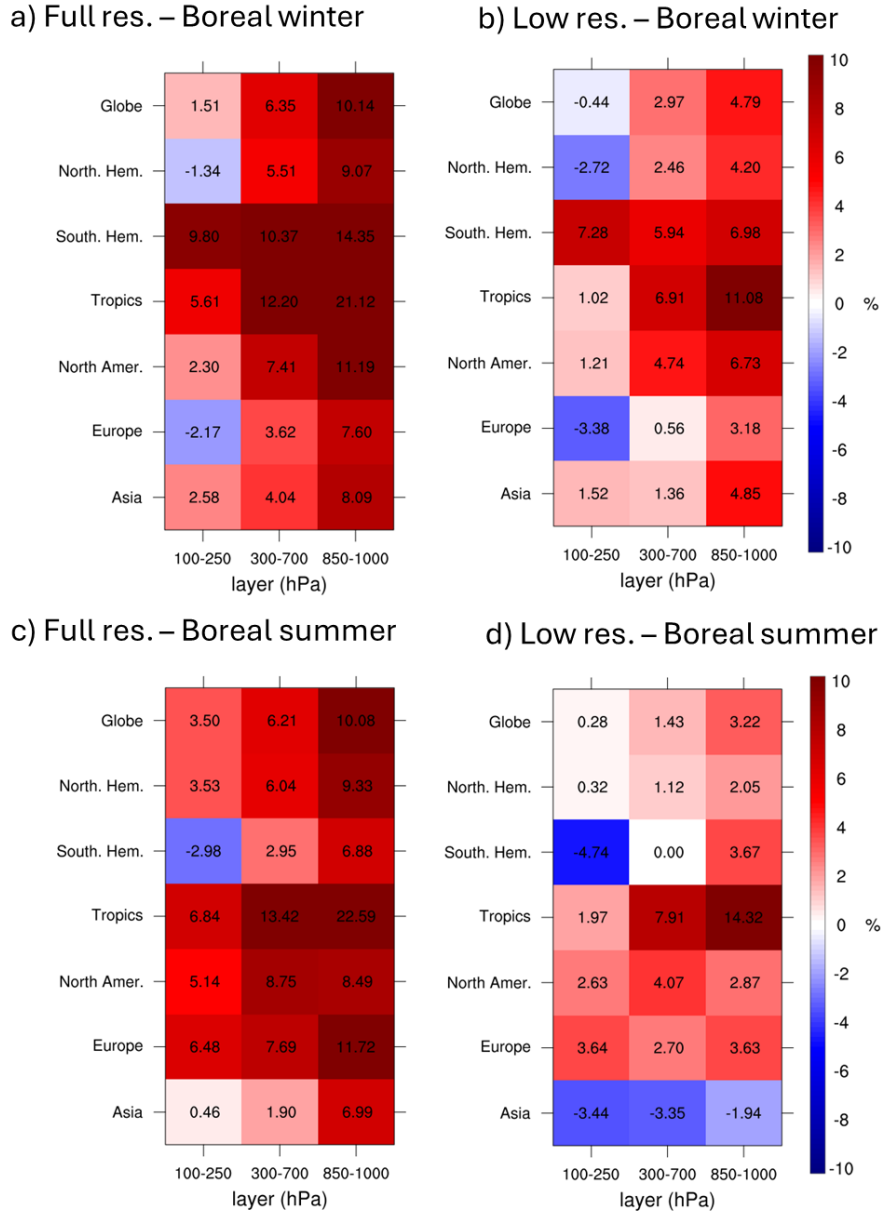 a) Full res. – Boreal winter
Globe 1.51 6.35 10.14
North. Hem. -1.34 5.51 9.07
South. Hem. 9.80 10.37 14.35
Tropics 5.61 12.20 21.12
North Amer. 2.30 7.41 11.19
Europe -2.17 3.62 7.60
Asia 2.58 4.04 8.09
100-250 300-700 850-1000
layer (hPa)
b) Low res. – Boreal winter
Globe -0.44 2.97 4.79
North. Hem. -2.72 2.46 4.20
South. Hem. 7.28 5.94 6.98
Tropics 1.02 6.91 11.08
North Amer. 1.21 4.74 6.73
Europe -3.38 0.56 3.18
Asia 1.52 1.36 4.85
100-250 300-700 850-1000
layer (hPa)
10
8
6
4
2
0 %
-2
-4
-6
-8
-10
c) Full res. – Boreal summer
Globe 3.50 6.21 10.08
North. Hem. 3.53 6.04 9.33
South. Hem. -2.98 2.95 6.88
Tropics 6.84 13.42 22.59
North Amer. 5.14 8.75 8.49
Europe 6.48 7.69 11.72
Asia 0.46 1.90 6.99
100-250 300-700 850-1000
layer (hPa)
d) Low res. – Boreal summer
Globe 0.28 1.43 3.22
North. Hem. 0.32 1.12 2.05
South. Hem. -4.74 0.00 3.67
Tropics 1.97 7.91 14.32
North Amer. 2.63 4.07 2.87
Europe 3.64 2.70 3.63
Asia -3.44 -3.35 -1.94
100-250 300-700 850-1000
layer (hPa)
10
8
6
4
2
0 %
-2
-4
-6
-8
-10